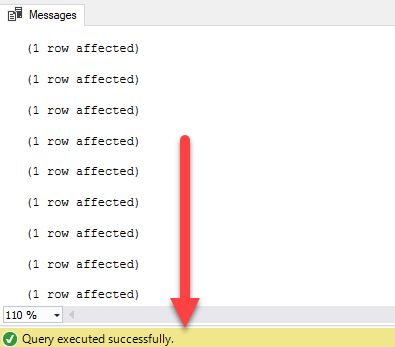 Messages
(1 row affected)
(1 row affected)
(1 row affected)
(1 row affected)
(1 row affected)
(1 row affected)
(1 row affected)
(1 row affected)
(1 row affected)
110 %
Query executed successfully.